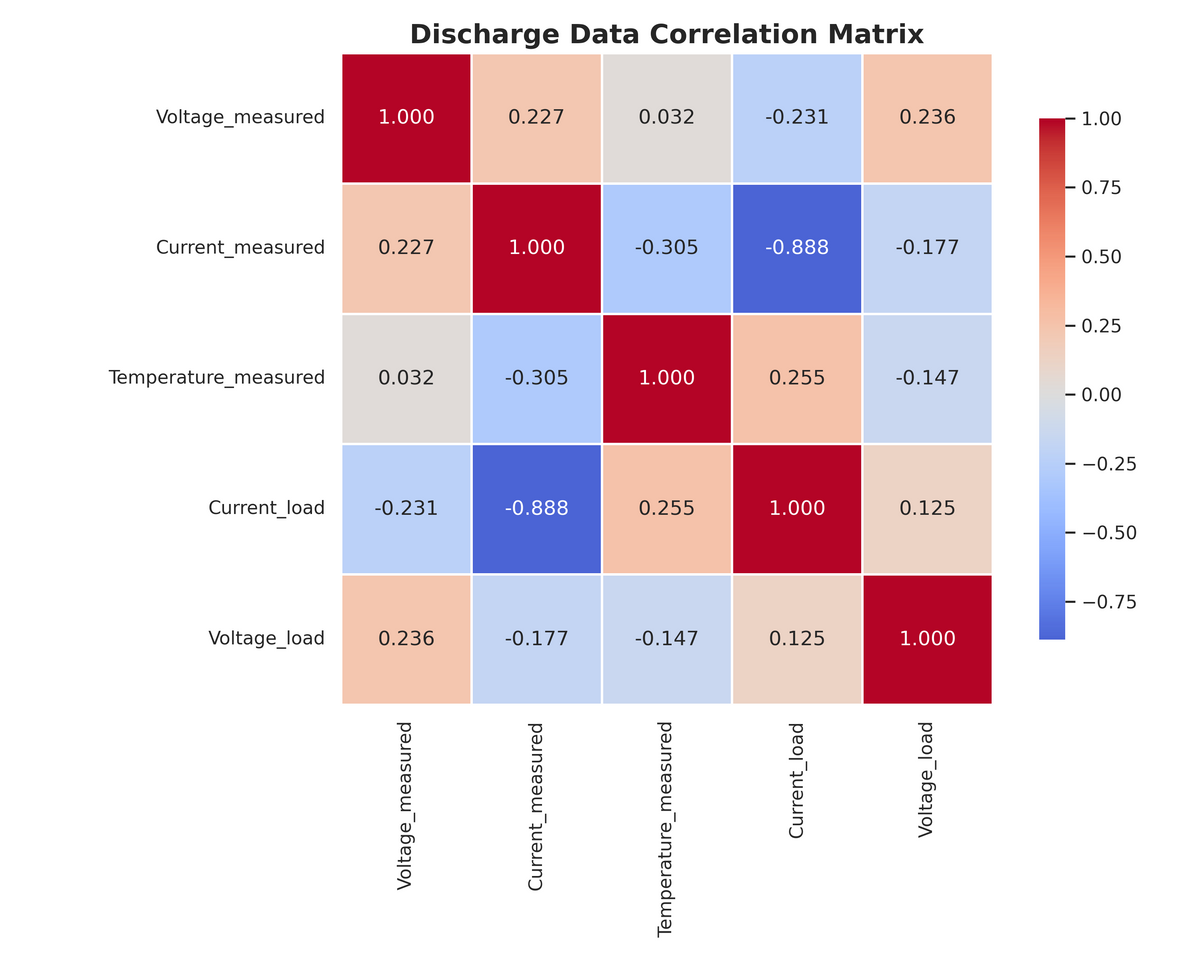 Discharge Data Correlation Matrix
Voltage_measured 1.000 0.227 0.032 -0.231 0.236
Current_measured 0.227 1.000 -0.305 -0.888 -0.177
Temperature_measured 0.032 -0.305 1.000 0.255 -0.147
Current_load -0.231 -0.888 0.255 1.000 0.125
Voltage_load 0.236 -0.177 -0.147 0.125 1.000
Voltage_measured
Current_measured
Temperature_measured
Current_load
Voltage_load
1.00
0.75
0.50
0.25
0.00
−0.25
−0.50
−0.75